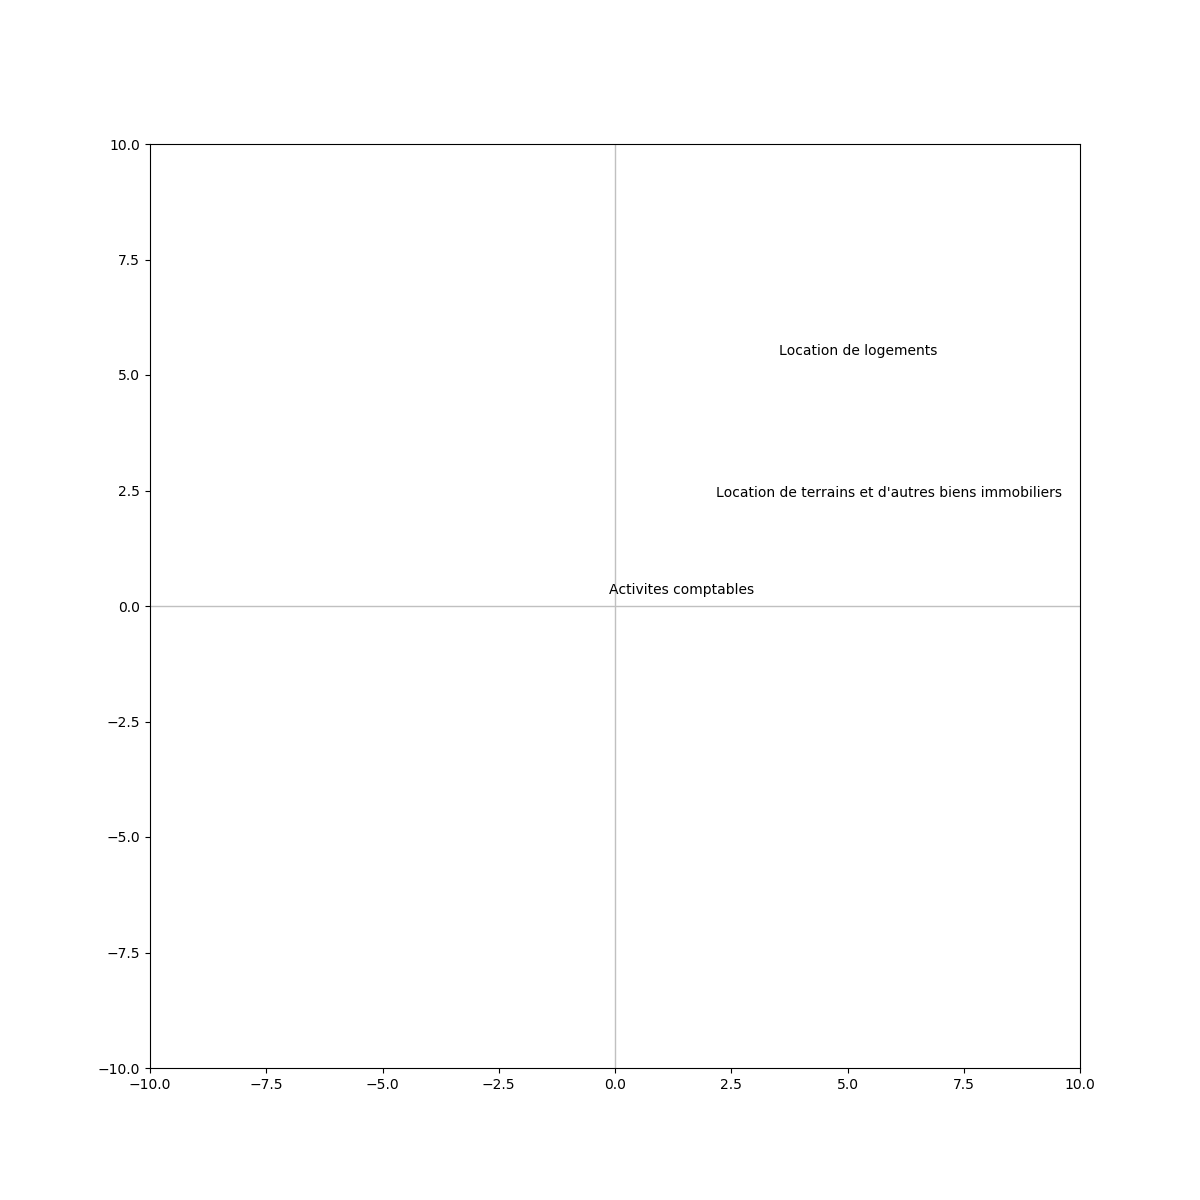 10.0
7.5
Location de logements
5.0
2.5
Location de terrains et d'autres biens immobiliers
Activites comptables
0.0
−2.5
−5.0
−7.5
−10.0
−10.0 −7.5 −5.0 −2.5 0.0 2.5 5.0 7.5 10.0